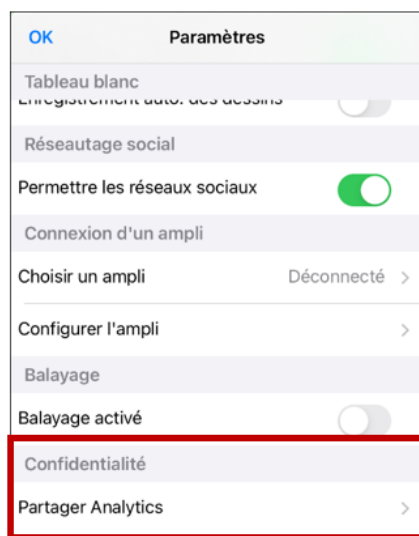 OK Paramètres
Tableau blanc
Enregistrement auto. des dessins
Réseautage social
Permettre les réseaux sociaux
Connexion d'un ampli
Choisir un ampli Déconnecté >
Configurer l'ampli >
Balayage
Balayage activé
Confidentialité
Partager Analytics >